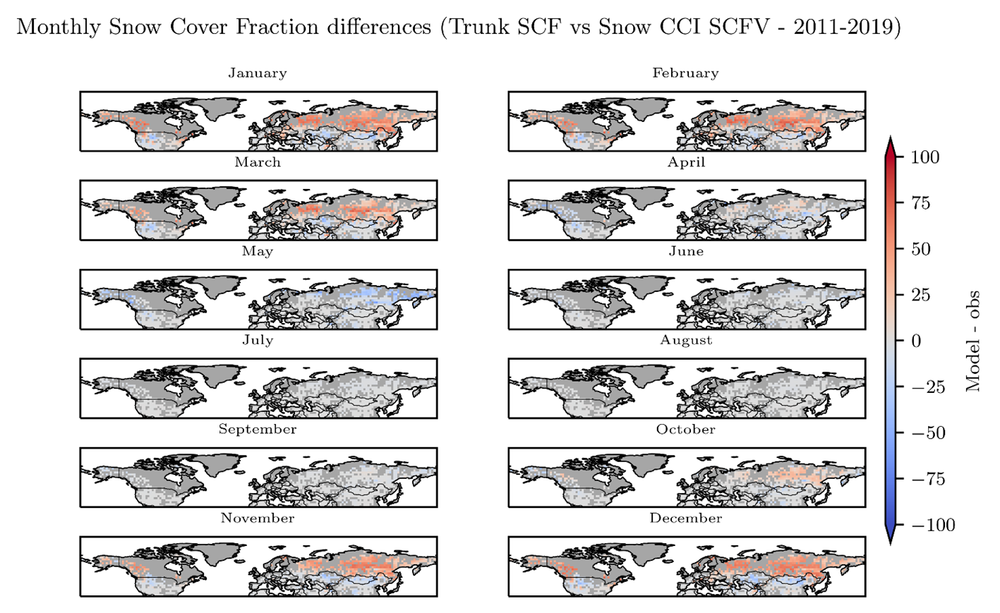 Monthly Snow Cover Fraction differences (Trunk SCF vs Snow CCI SCFV - 2011-2019)
January
February
March
April
May
June
July
August
September
October
November
December
100
75
50
25
0
−25
−50
−75
−100
Model - obs